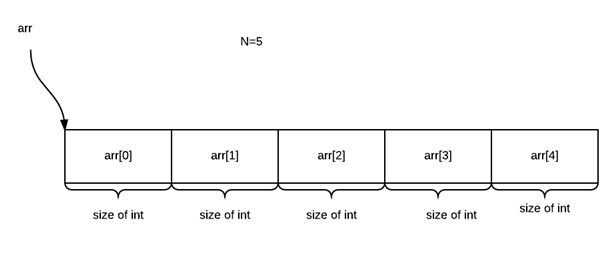 arr
N=5
arr[0] arr[1] arr[2] arr[3] arr[4]
size of int size of int size of int size of int size of int